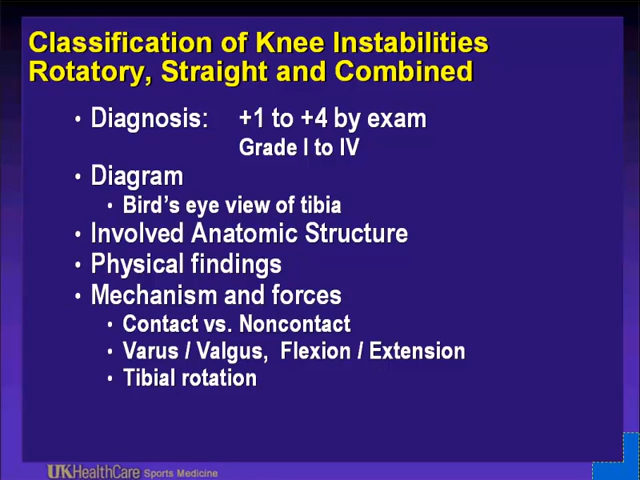 Classification of Knee Instabilities
Rotatory, Straight and Combined
• Diagnosis: +1 to +4 by exam
Grade I to IV
• Diagram
• Bird's eye view of tibia
• Involved Anatomic Structure
• Physical findings
• Mechanism and forces
• Contact vs. Noncontact
• Varus / Valgus, Flexion / Extension
• Tibial rotation
UKHealthCare Sports Medicine